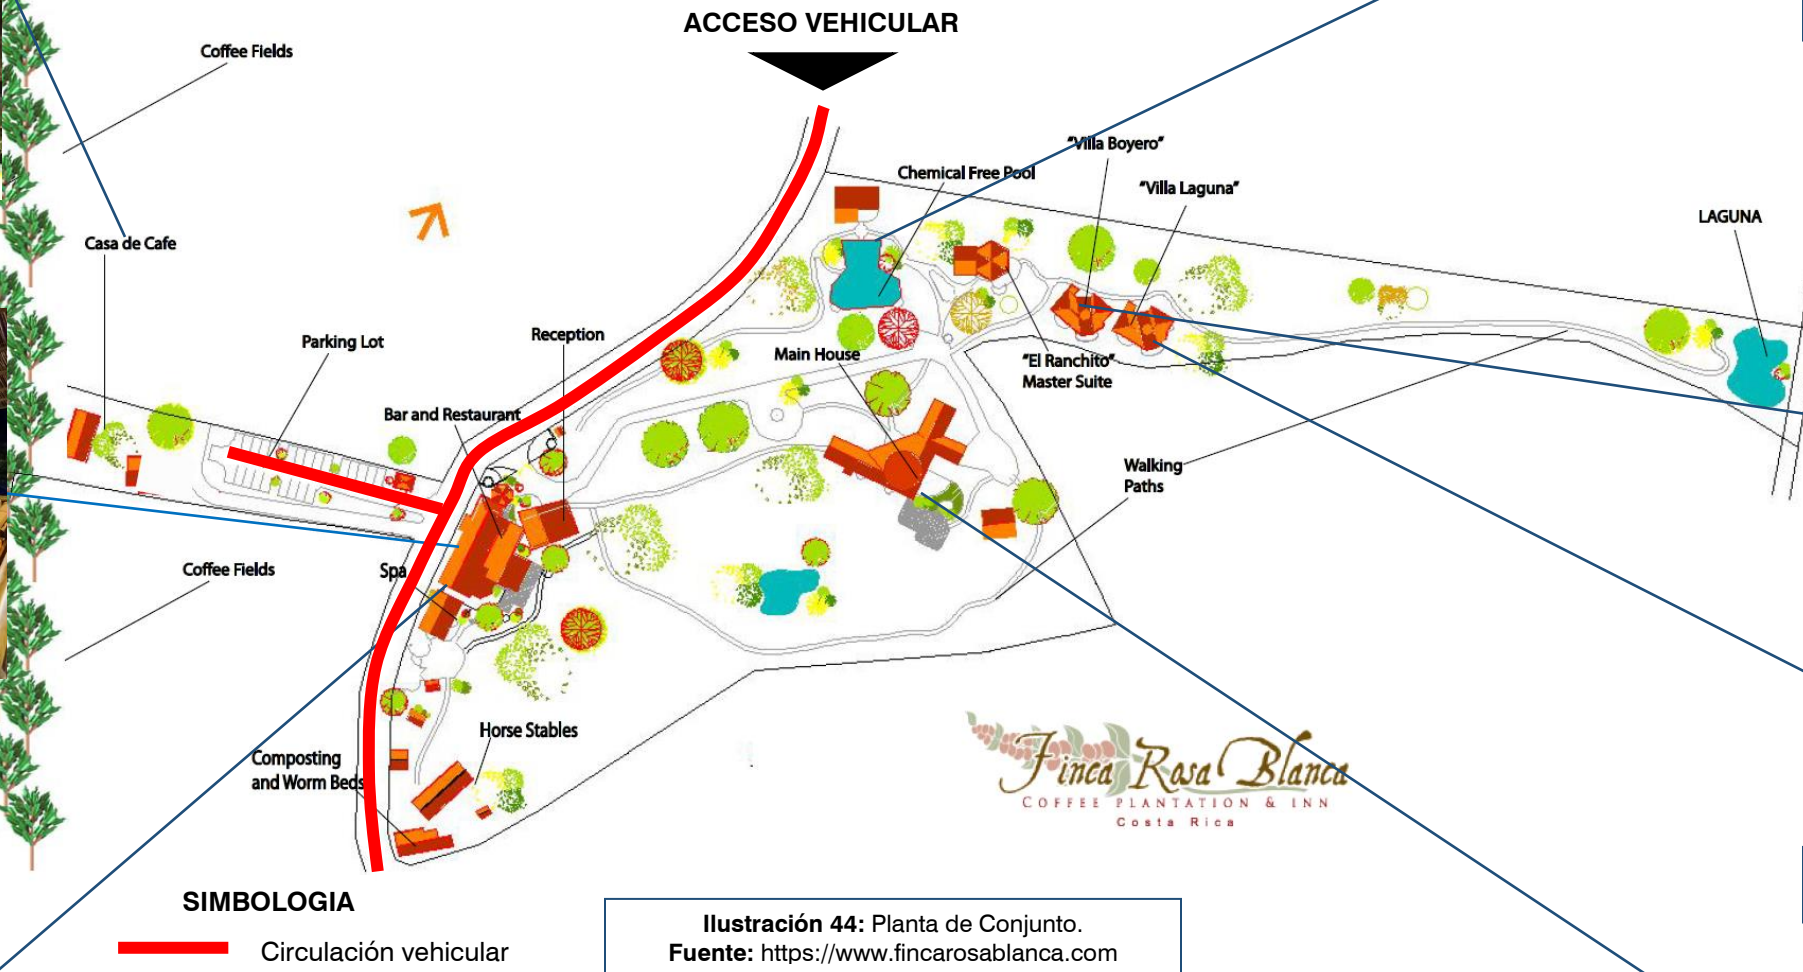 ACCESO VEHICULAR
Coffee Fields
"Villa Boyero"
Chemical Free Pool
"Villa Laguna"
LAGUNA
Casa de Cafe
Parking Lot
Reception
Main House
"El Ranchito"
Master Suite
Bar and Restaurant
Walking
Paths
Coffee Fields
Spa
Horse Stables
Composting
and Worm Beds
Finca Rosa Blanca
COFFEE PLANTATION & INN
Costa Rica
SIMBOLOGIA
Circulación vehicular
Ilustración 44: Planta de Conjunto.
Fuente: https://www.fincarosablanca.com